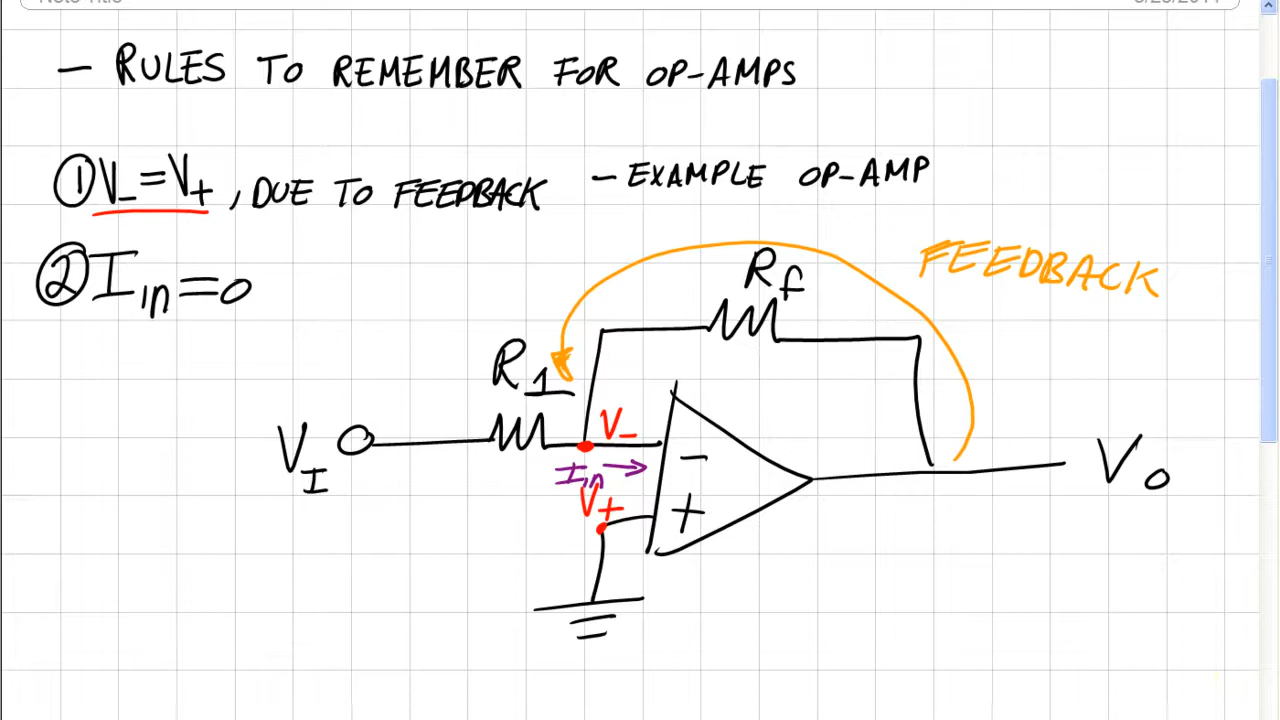 - RULES TO REMEMBER FOR OP-AMPS
① V₋ = V₊, DUE TO FEEDBACK - EXAMPLE OP-AMP
② I_in = 0
FEEDBACK
R_f
R_1
V_I
V₋
I_in →
V₊
-
+
V_o